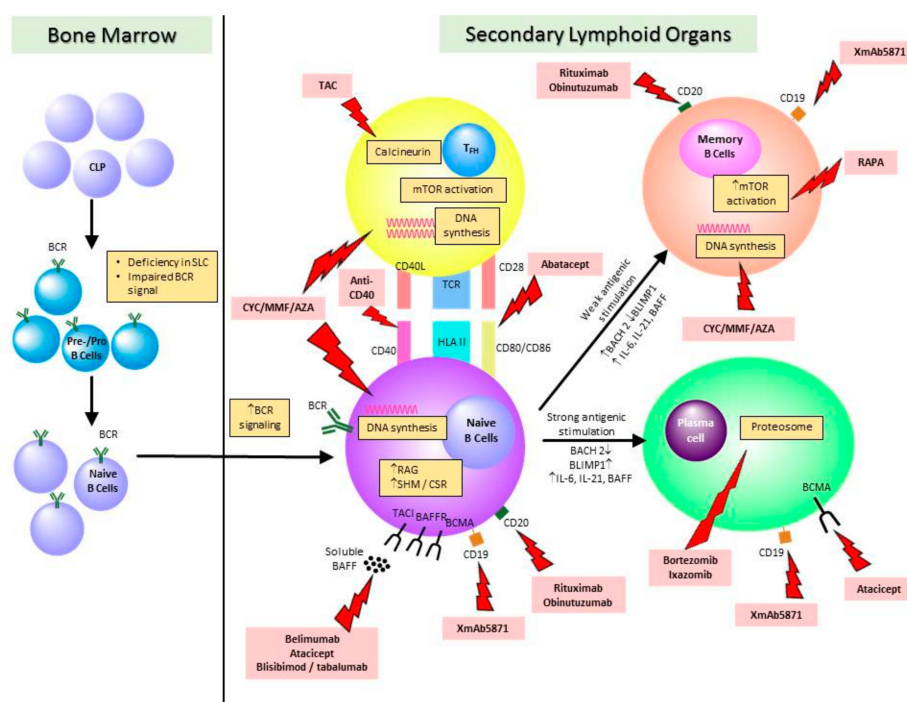 Bone Marrow
Secondary Lymphoid Organs
CLP
BCR
• Deficiency in SLC
• Impaired BCR
signal
Pre-/Pro
B Cells
BCR
Naive
B Cells
↑BCR
signaling
TAC
Calcineurin
TFH
mTOR activation
DNA
synthesis
CD40L
TCR
CD28
Abatacept
Anti-
CD40
CYC/MMF/AZA
CD40
HLA II
CD80/CD86
BCR
DNA synthesis
Naive
B Cells
↑RAG
↑SHM / CSR
TACI
BAFFR
BCMA
CD19
CD20
Soluble
BAFF
Belimumab
Atacicept
Blisibimod / tabalumab
XmAb5871
Rituximab
Obinutuzumab
Weak antigenic
stimulation
↑BACH 2 ↓BLIMP1
↑ IL-6, IL-21, BAFF
Strong antigenic
stimulation
BACH 2↓
BLIMP1↑
↑IL-6, IL-21, BAFF
Rituximab
Obinutuzumab
CD20
CD19
XmAb5871
Memory
B Cells
↑mTOR
activation
RAPA
DNA synthesis
CYC/MMF/AZA
Plasma
cell
Proteosome
BCMA
CD19
Bortezomib
Ixazomib
XmAb5871
Atacicept